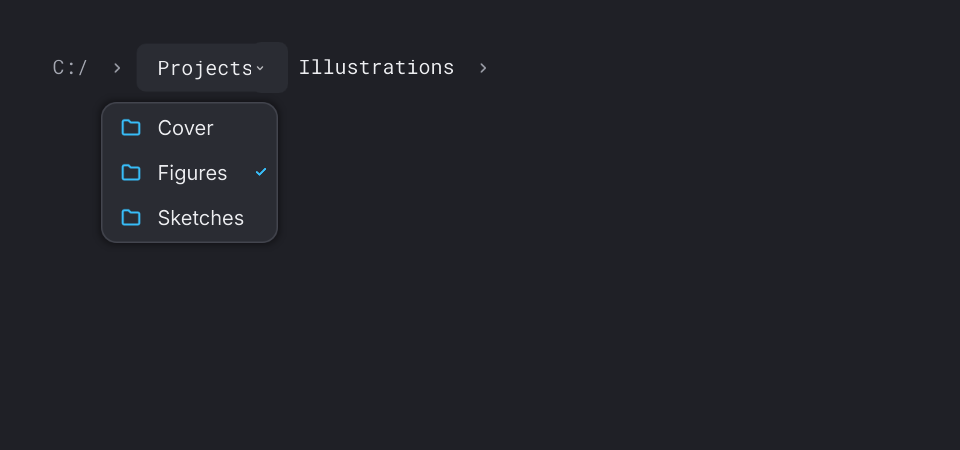 C:/ › Projects Illustrations ›
Cover
Figures
Sketches